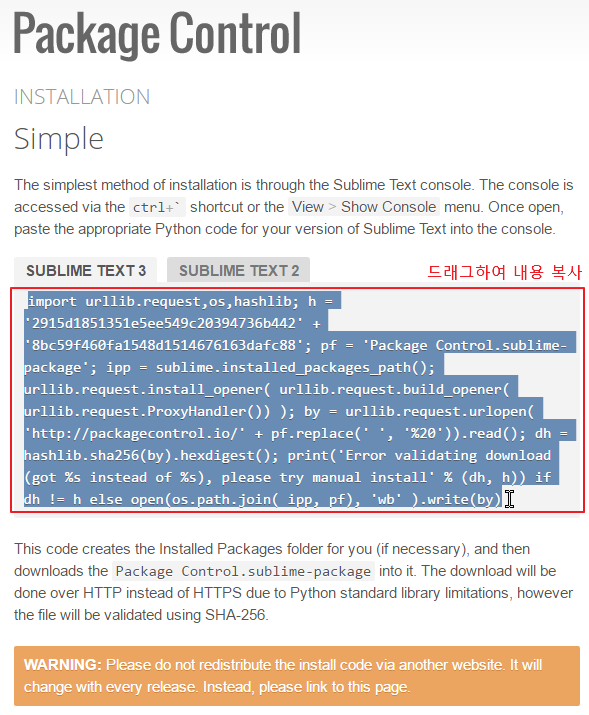 Package Control
INSTALLATION
Simple
The simplest method of installation is through the Sublime Text console. The console is
accessed via the ctrl+` shortcut or the View > Show Console menu. Once open,
paste the appropriate Python code for your version of Sublime Text into the console.
SUBLIME TEXT 3 SUBLIME TEXT 2 드래그하여 내용 복사
import urllib.request,os,hashlib; h =
'2915d1851351e5ee549c20394736b442' +
'8bc59f460fa1548d1514676163dafc88'; pf = 'Package Control.sublime-
package'; ipp = sublime.installed_packages_path();
urllib.request.install_opener( urllib.request.build_opener(
urllib.request.ProxyHandler()) ); by = urllib.request.urlopen(
'http://packagecontrol.io/' + pf.replace(' ', '%20')).read(); dh =
hashlib.sha256(by).hexdigest(); print('Error validating download
(got %s instead of %s), please try manual install' % (dh, h)) if
dh != h else open(os.path.join( ipp, pf), 'wb' ).write(by)
This code creates the Installed Packages folder for you (if necessary), and then
downloads the Package Control.sublime-package into it. The download will be
done over HTTP instead of HTTPS due to Python standard library limitations, however
the file will be validated using SHA-256.
WARNING: Please do not redistribute the install code via another website. It will
change with every release. Instead, please link to this page.